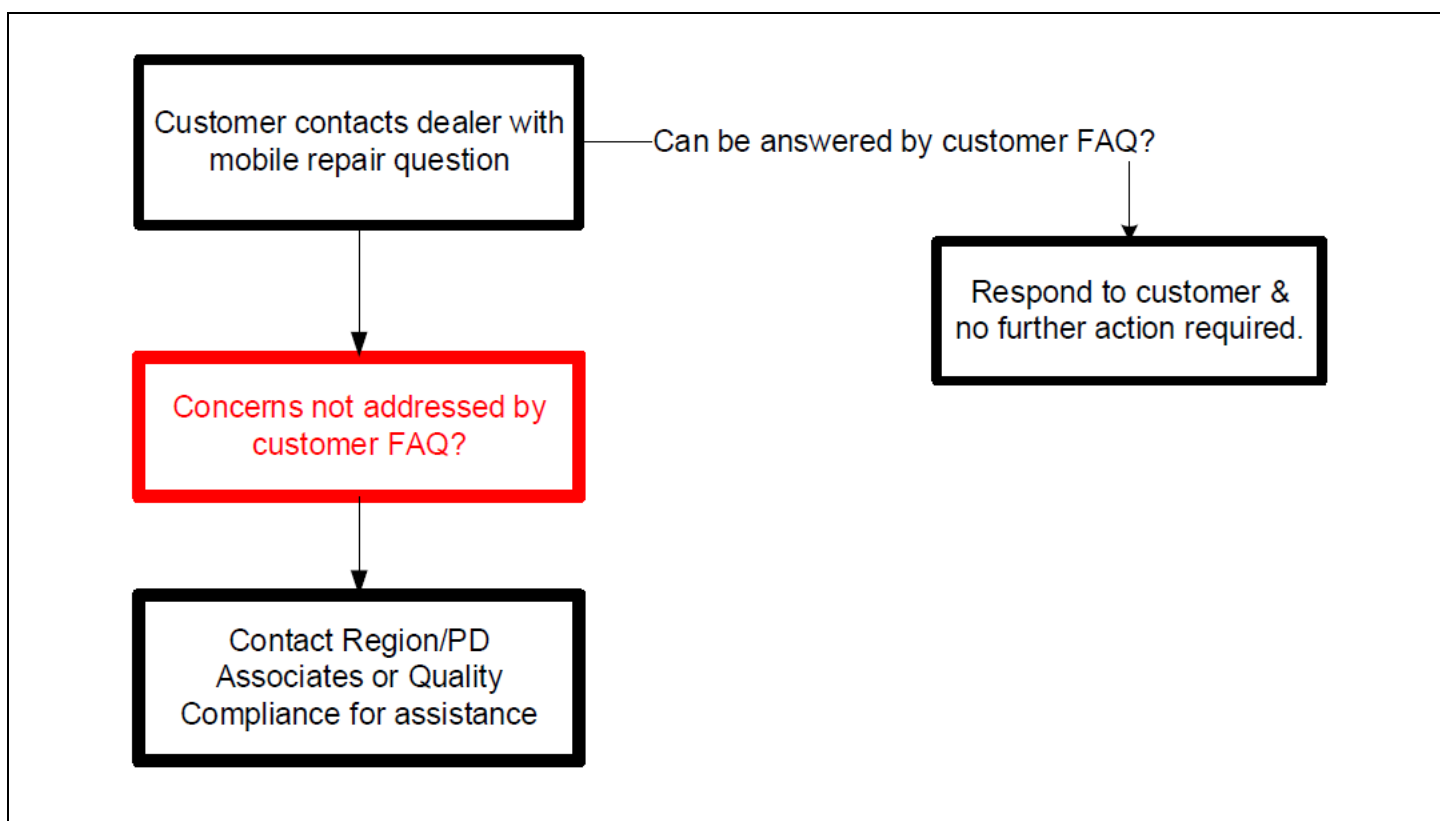 Customer contacts dealer with
mobile repair question
Can be answered by customer FAQ?
Respond to customer &
no further action required.
Concerns not addressed by
customer FAQ?
Contact Region/PD
Associates or Quality
Compliance for assistance